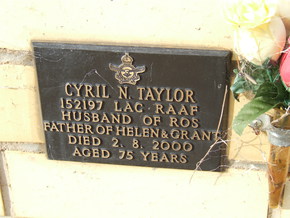 CYRIL N. TAYLOR
152197 LAC. RAAF
HUSBAND OF ROS
FATHER OF HELEN & GRANT
DIED 2. 8. 2000
AGED 75 YEARS